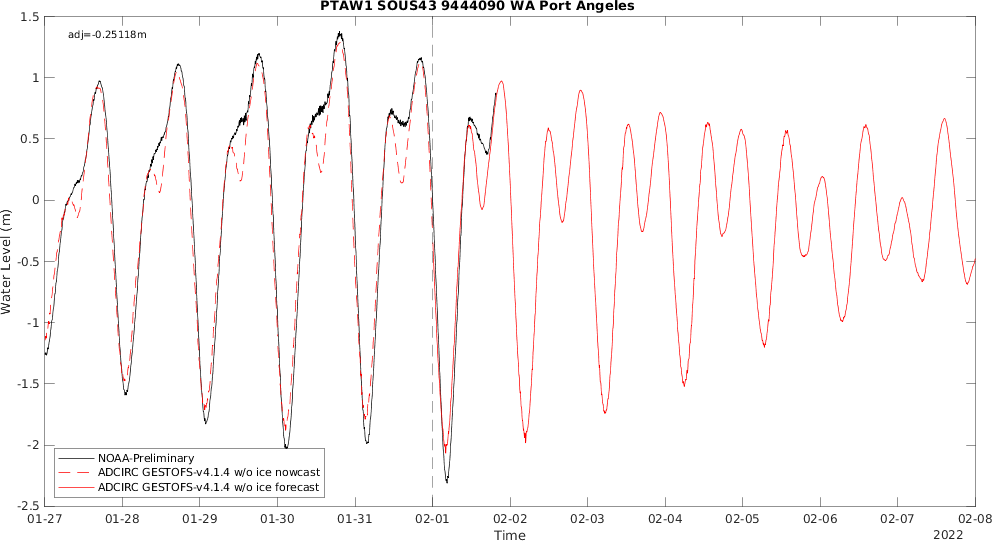 PTAW1 SOUS43 9444090 WA Port Angeles
adj=-0.25118m
1.5
1
0.5
0
-0.5
-1
-1.5
-2
-2.5
Water Level (m)
NOAA-Preliminary
ADCIRC GESTOFS-v4.1.4 w/o ice nowcast
ADCIRC GESTOFS-v4.1.4 w/o ice forecast
01-27 01-28 01-29 01-30 01-31 02-01 02-02 02-03 02-04 02-05 02-06 02-07 02-08
Time
2022